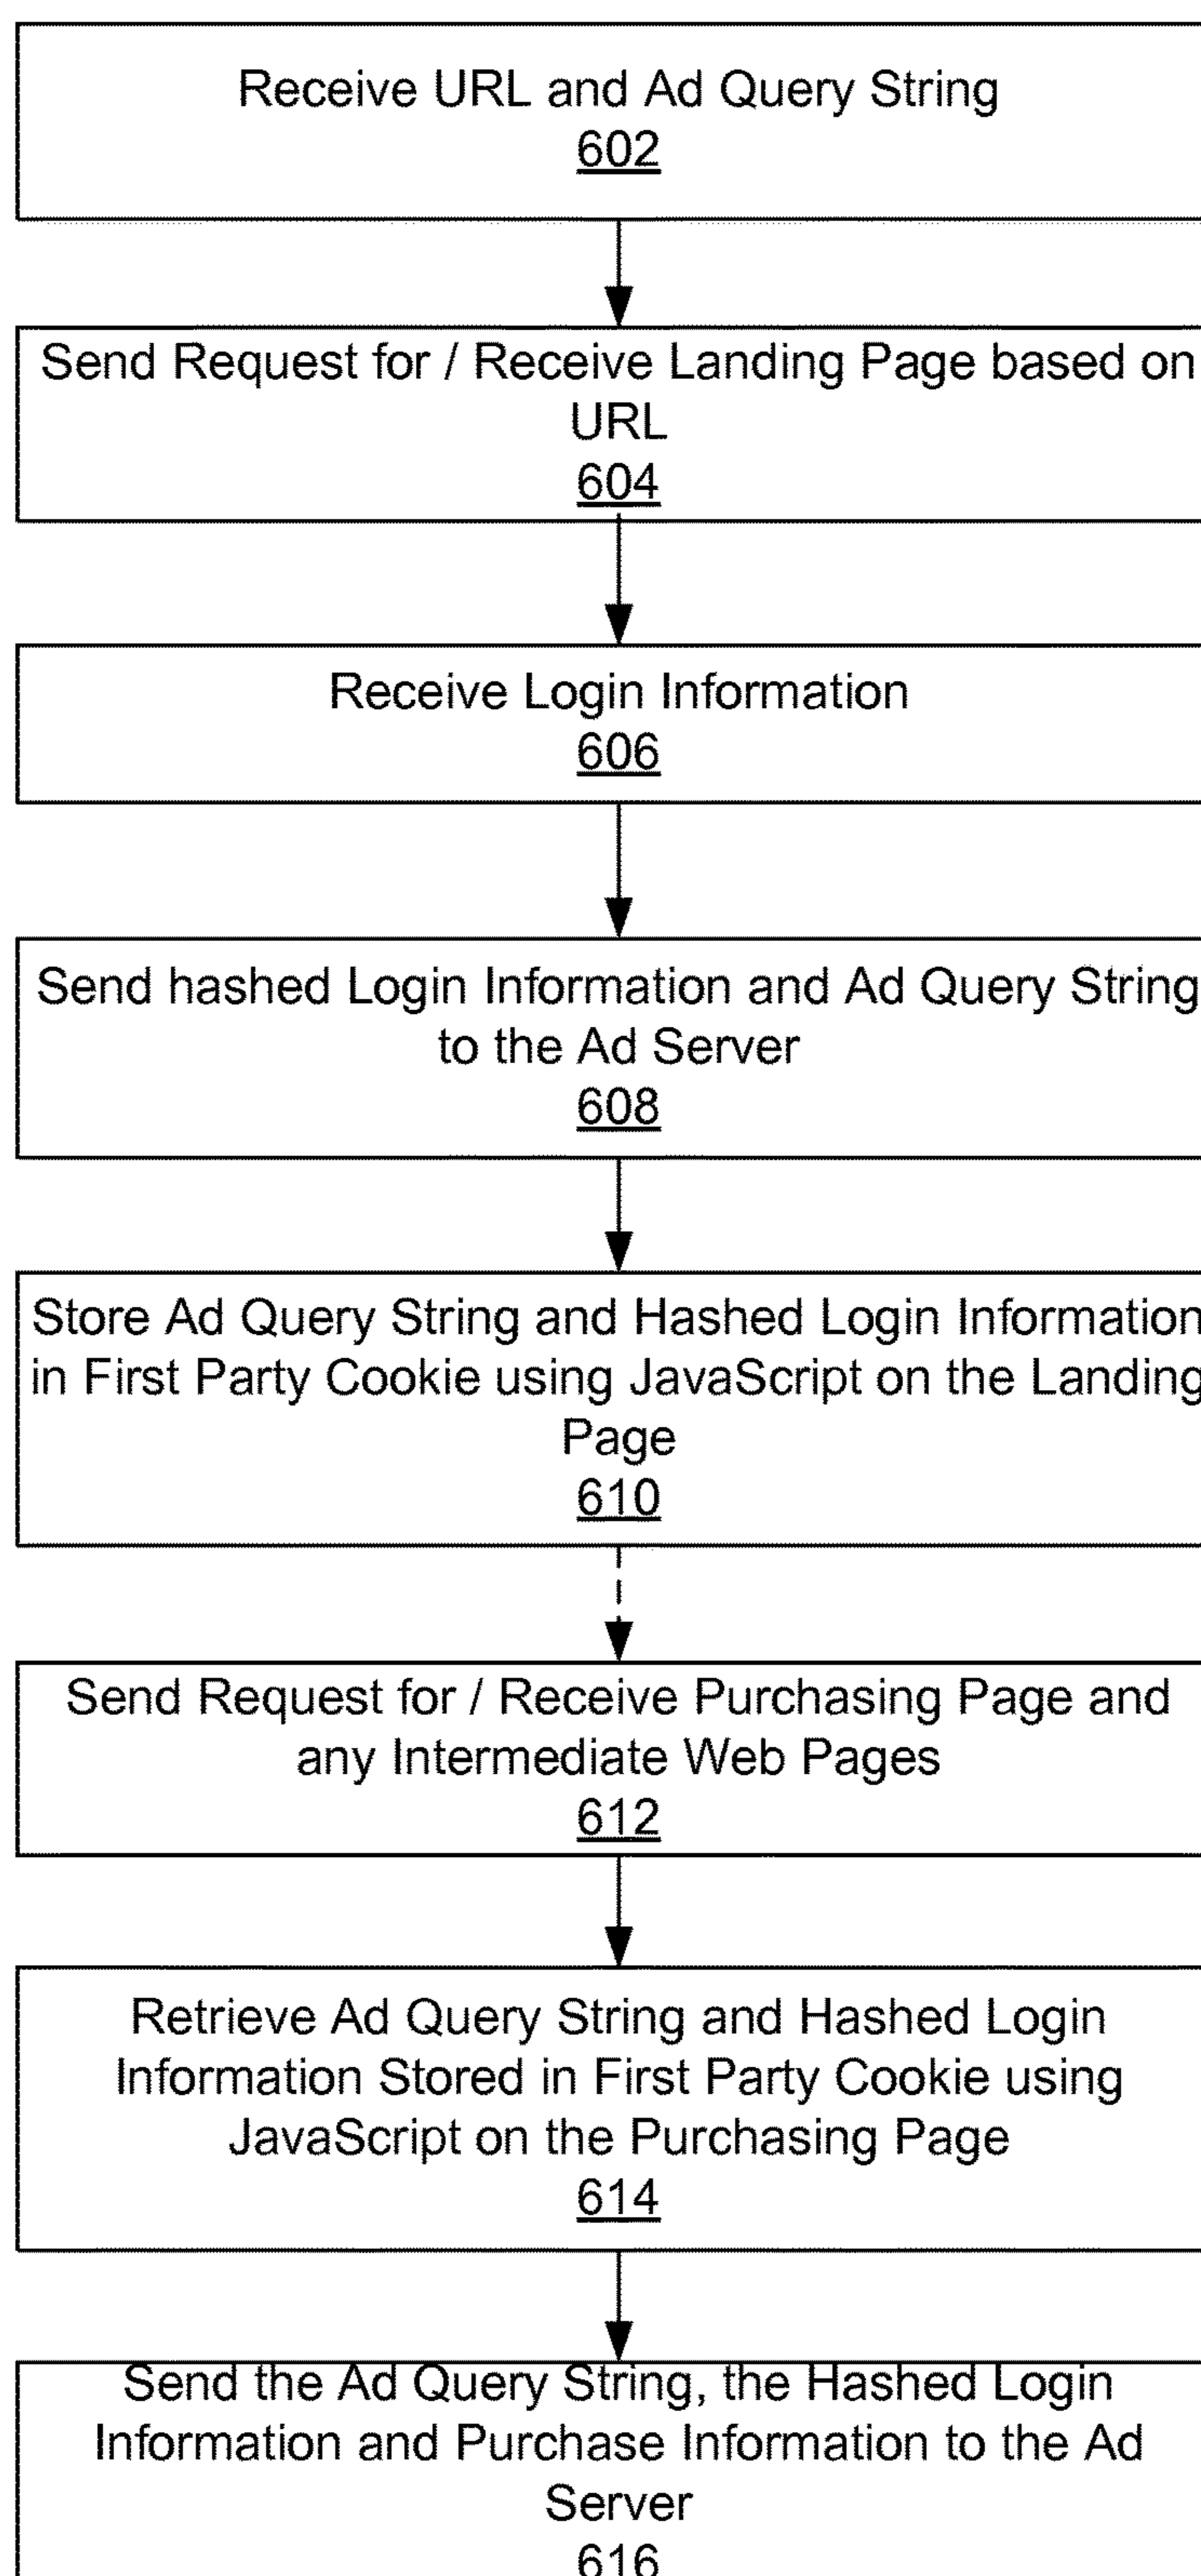 Receive URL and Ad Query String
602
Send Request for / Receive Landing Page based on
URL
604
Receive Login Information
606
Send hashed Login Information and Ad Query String
to the Ad Server
608
Store Ad Query String and Hashed Login Information
in First Party Cookie using JavaScript on the Landing
Page
610
Send Request for / Receive Purchasing Page and
any Intermediate Web Pages
612
Retrieve Ad Query String and Hashed Login
Information Stored in First Party Cookie using
JavaScript on the Purchasing Page
614
Send the Ad Query String, the Hashed Login
Information and Purchase Information to the Ad
Server
616